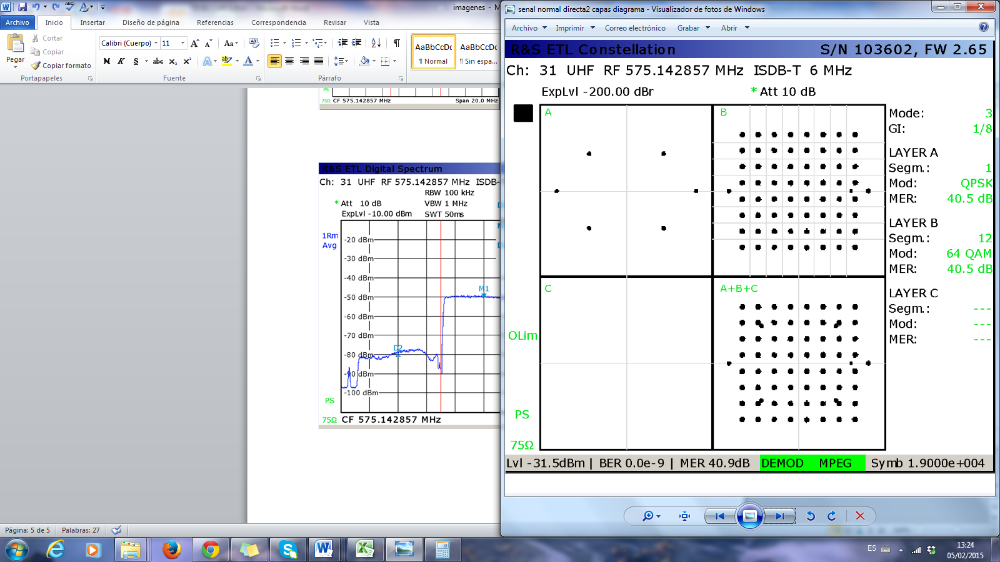 imagenes - M
Archivo
Inicio
Insertar
Diseño de página
Referencias
Correspondencia
Revisar
Vista
Pegar
Cortar
Copiar
Copiar formato
Portapapeles
Calibri (Cuerpo)
11
A A Aa
N K S abc x₂ x²
Fuente
Párrafo
AaBbCcDc
¶ Normal
AaBbCcDc
¶ Sin espa...
PS
75Ω CF 575.142857 MHz Span 20.0 MHz
R&S ETL Digital Spectrum
Ch: 31 UHF RF 575.142857 MHz ISDB-
RBW 100 kHz
* Att 10 dB VBW 1 MHz
ExpLvl -10.00 dBm SWT 50ms
1Rm
Avg
-20 dBm
-30 dBm
-40 dBm
M1
-50 dBm
-60 dBm
-70 dBm
D2
-80 dBm
-90 dBm
-100 dBm
PS
75Ω CF 575.142857 MHz
Página: 5 de 5 Palabras: 27
senal normal directa2 capas diagrama - Visualizador de fotos de Windows
Archivo Imprimir Correo electrónico Grabar Abrir
R&S ETL Constellation S/N 103602, FW 2.65
Ch: 31 UHF RF 575.142857 MHz ISDB-T 6 MHz
ExpLvl -200.00 dBr * Att 10 dB
A
B
C
A+B+C
Mode: 3
GI: 1/8
LAYER A
Segm.: 1
Mod: QPSK
MER: 40.5 dB
LAYER B
Segm.: 12
Mod: 64 QAM
MER: 40.5 dB
LAYER C
Segm.: ---
Mod: ---
MER: ---
OLim
PS
75Ω
Lvl -31.5dBm | BER 0.0e-9 | MER 40.9dB DEMOD MPEG Symb 1.9000e+004
ES
13:24
05/02/2015